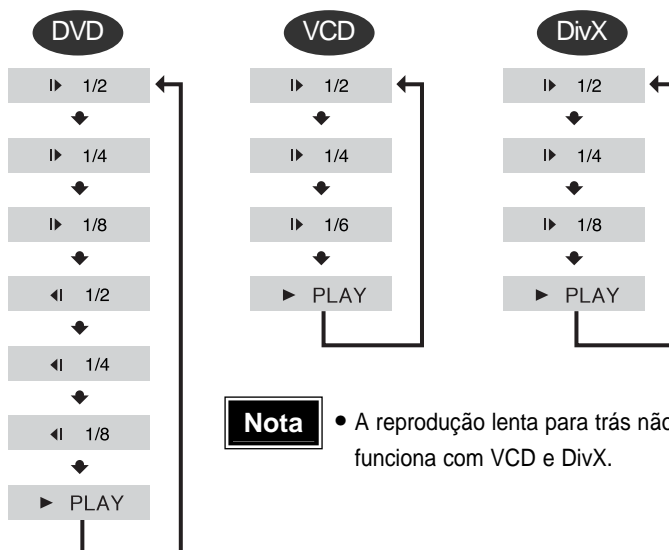 DVD
I▶ 1/2
I▶ 1/4
I▶ 1/8
◀I 1/2
◀I 1/4
◀I 1/8
► PLAY
VCD
I▶ 1/2
I▶ 1/4
I▶ 1/6
► PLAY
DivX
I▶ 1/2
I▶ 1/4
I▶ 1/8
► PLAY
Nota
• A reprodução lenta para trás não
funciona com VCD e DivX.